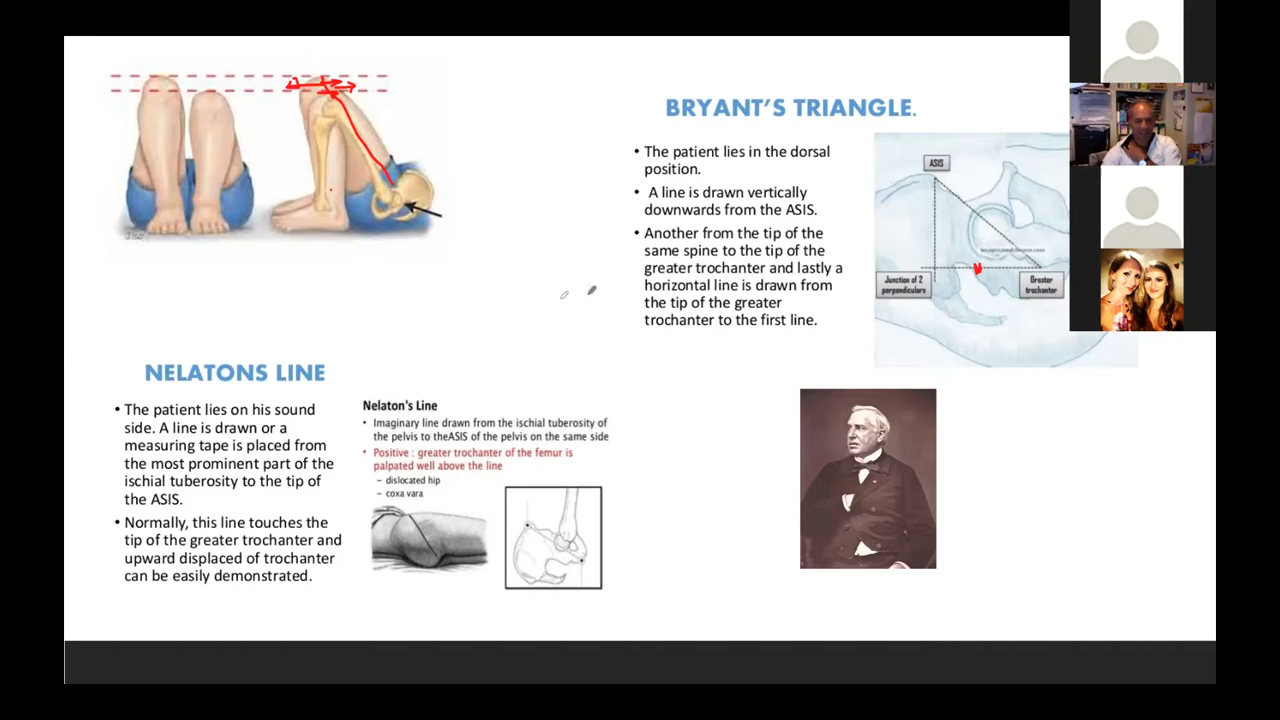 BRYANT'S TRIANGLE.
• The patient lies in the dorsal
position.
• A line is drawn vertically
downwards from the ASIS.
• Another from the tip of the
same spine to the tip of the
greater trochanter and lastly a
horizontal line is drawn from
the tip of the greater
trochanter to the first line.
ASIS
Junction of 2
perpendiculars
Greater
trochanter
NELATONS LINE
• The patient lies on his sound
side. A line is drawn or a
measuring tape is placed from
the most prominent part of the
ischial tuberosity to the tip of
the ASIS.
• Normally, this line touches the
tip of the greater trochanter and
upward displaced of trochanter
can be easily demonstrated.
Nelaton's Line
• Imaginary line drawn from the ischial tuberosity of
the pelvis to theASIS of the pelvis on the same side
• Positive : greater trochanter of the femur is
palpated well above the line
– dislocated hip
– coxa vara